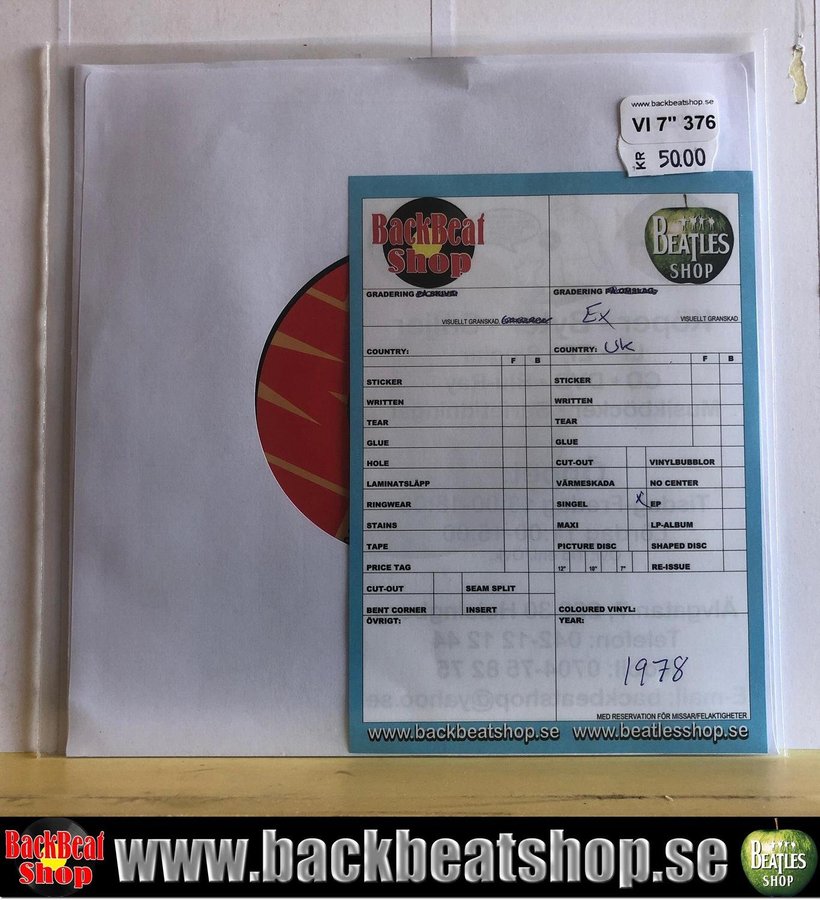 www.backbeatshop.se
VI 7" 376
KR 50.00
BackBeat
Shop
BEATLES
SHOP
GRADERING
GRADERING
VISUELLT GRANSKAD,
Ex
VISUELLT GRANSKAD
COUNTRY:
COUNTRY: UK
F B
F B
STICKER
STICKER
WRITTEN
WRITTEN
TEAR
TEAR
GLUE
GLUE
HOLE
CUT-OUT
VINYLBUBBLOR
LAMINATSLÄPP
VÄRMESKADA
NO CENTER
RINGWEAR
SINGEL X
EP
STAINS
MAXI
LP-ALBUM
TAPE
PICTURE DISC
SHAPED DISC
PRICE TAG
12" 10" 7"
RE-ISSUE
CUT-OUT
SEAM SPLIT
BENT CORNER
INSERT
COLOURED VINYL:
ÖVRIGT:
YEAR:
1978
MED RESERVATION FÖR MISSAR/FELAKTIGHETER
www.backbeatshop.se www.beatlesshop.se
BackBeat
Shop
www.backbeatshop.se
BEATLES
SHOP